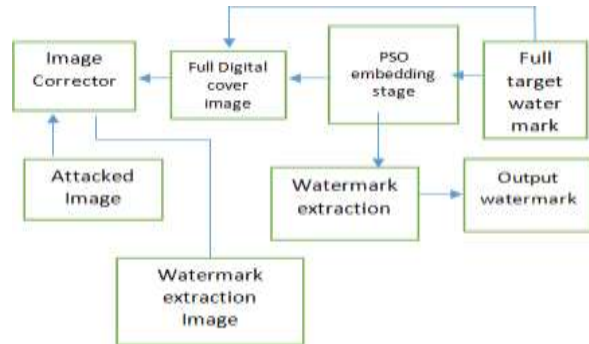 Image
Corrector
Full Digital
cover
image
PSO
embedding
stage
Full
target
water
mark
Attacked
Image
Watermark
extraction
Output
watermark
Watermark
extraction
Image